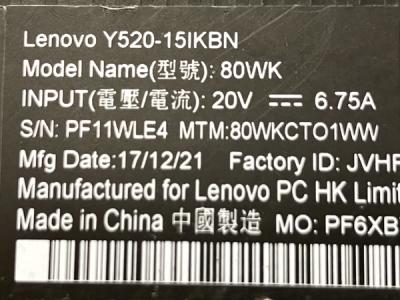 Lenovo Y520-15IKBN
Model Name(型號): 80WK
INPUT(電壓/電流): 20V ⎓ 6.75A
S/N: PF11WLE4 MTM:80WKCTO1WW
Mfg Date:17/12/21 Factory ID: JVHF
Manufactured for Lenovo PC HK Limit
Made in China 中國製造 MO: PF6XB